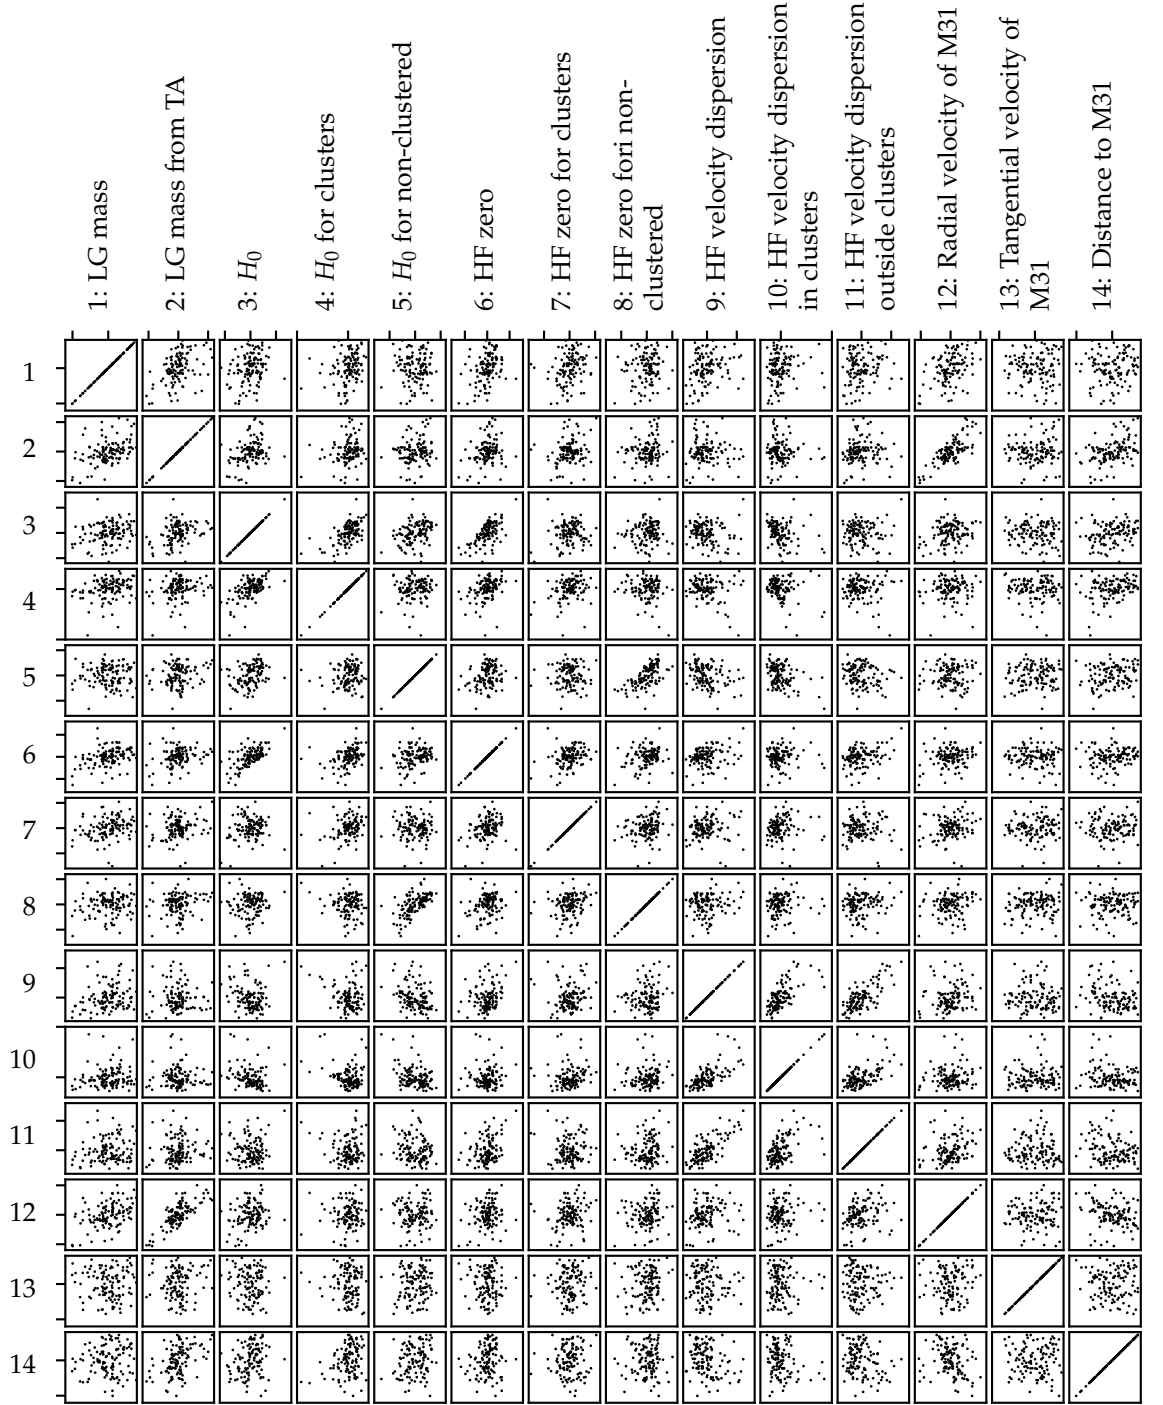 1: LG mass
2: LG mass from TA
3: H₀
4: H₀ for clusters
5: H₀ for non-clustered
6: HF zero
7: HF zero for clusters
8: HF zero fori non-
clustered
9: HF velocity dispersion
10: HF velocity dispersion
in clusters
11: HF velocity dispersion
outside clusters
12: Radial velocity of M31
13: Tangential velocity of
M31
14: Distance to M31
1
2
3
4
5
6
7
8
9
10
11
12
13
14